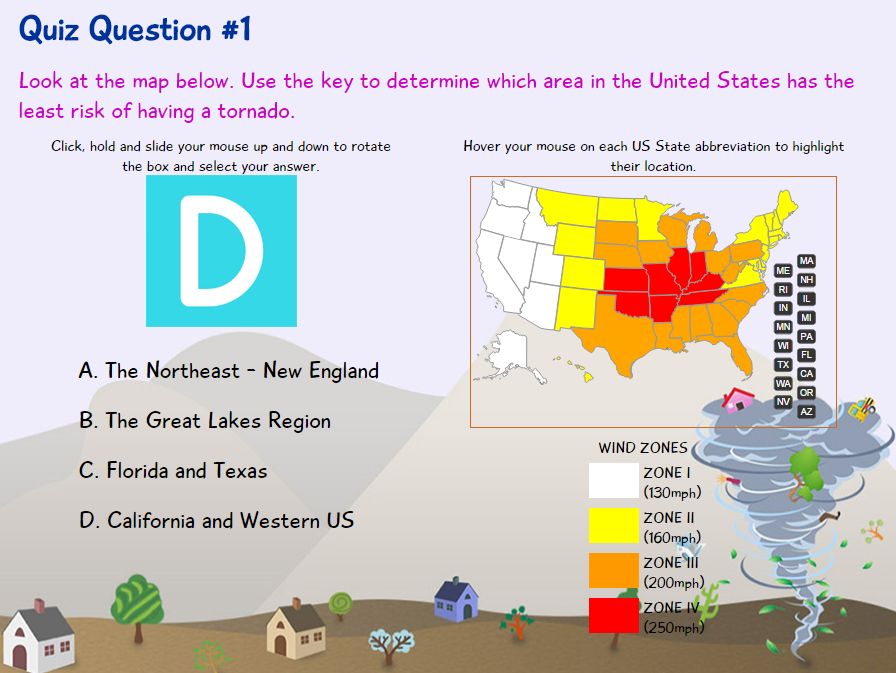 Quiz Question #1
Look at the map below. Use the key to determine which area in the United States has the
least risk of having a tornado.
Click, hold and slide your mouse up and down to rotate
the box and select your answer.
D
A. The Northeast - New England
B. The Great Lakes Region
C. Florida and Texas
D. California and Western US
Hover your mouse on each US State abbreviation to highlight
their location.
MA
ME
NH
RI
IL
IN
MI
MN
PA
WI
FL
TX
CA
WA
OR
NV
AZ
WIND ZONES
ZONE I
(130mph)
ZONE II
(160mph)
ZONE III
(200mph)
ZONE IV
(250mph)